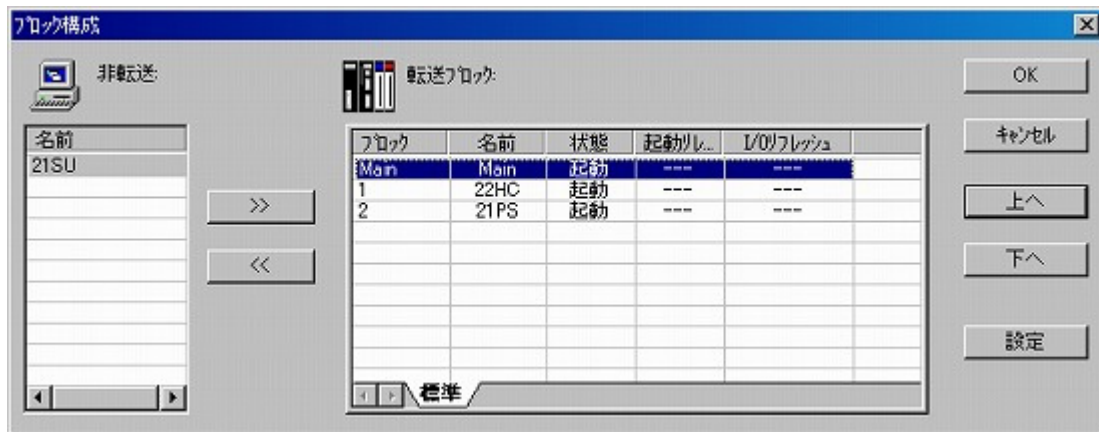 ブロック構成
非転送:
転送ブロック:
OK
名前
21SU
ブロック 名前 状態 起動リレ... I/Oリフレッシュ
Main Main 起動 --- ---
1 22HC 起動 --- ---
2 21PS 起動 --- ---
キャンセル
>>
上へ
<<
下へ
設定
標準